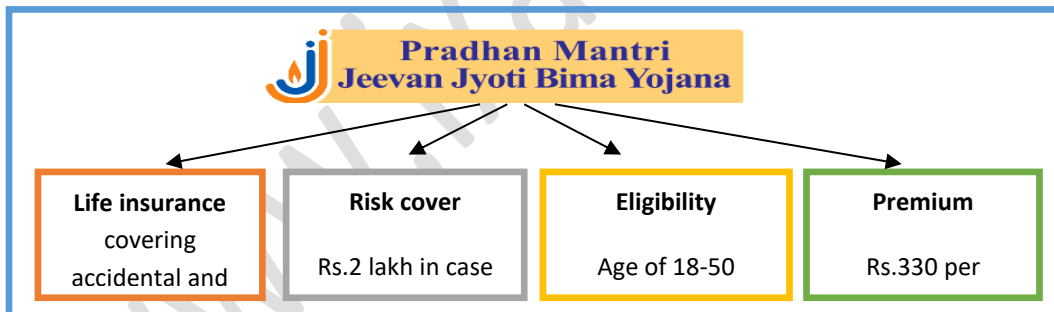 Pradhan Mantri
Jeevan Jyoti Bima Yojana
Life insurance
covering
accidental and
Risk cover
Rs.2 lakh in case
Eligibility
Age of 18-50
Premium
Rs.330 per